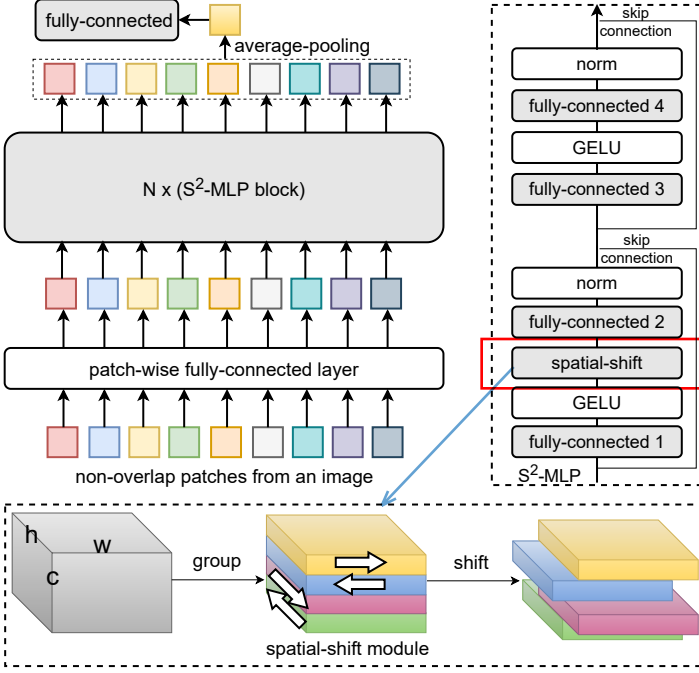 fully-connected
average-pooling
N x (S²-MLP block)
patch-wise fully-connected layer
non-overlap patches from an image
skip
connection
norm
fully-connected 4
GELU
fully-connected 3
skip
connection
norm
fully-connected 2
spatial-shift
GELU
fully-connected 1
S²-MLP
h
w
c
group
shift
spatial-shift module